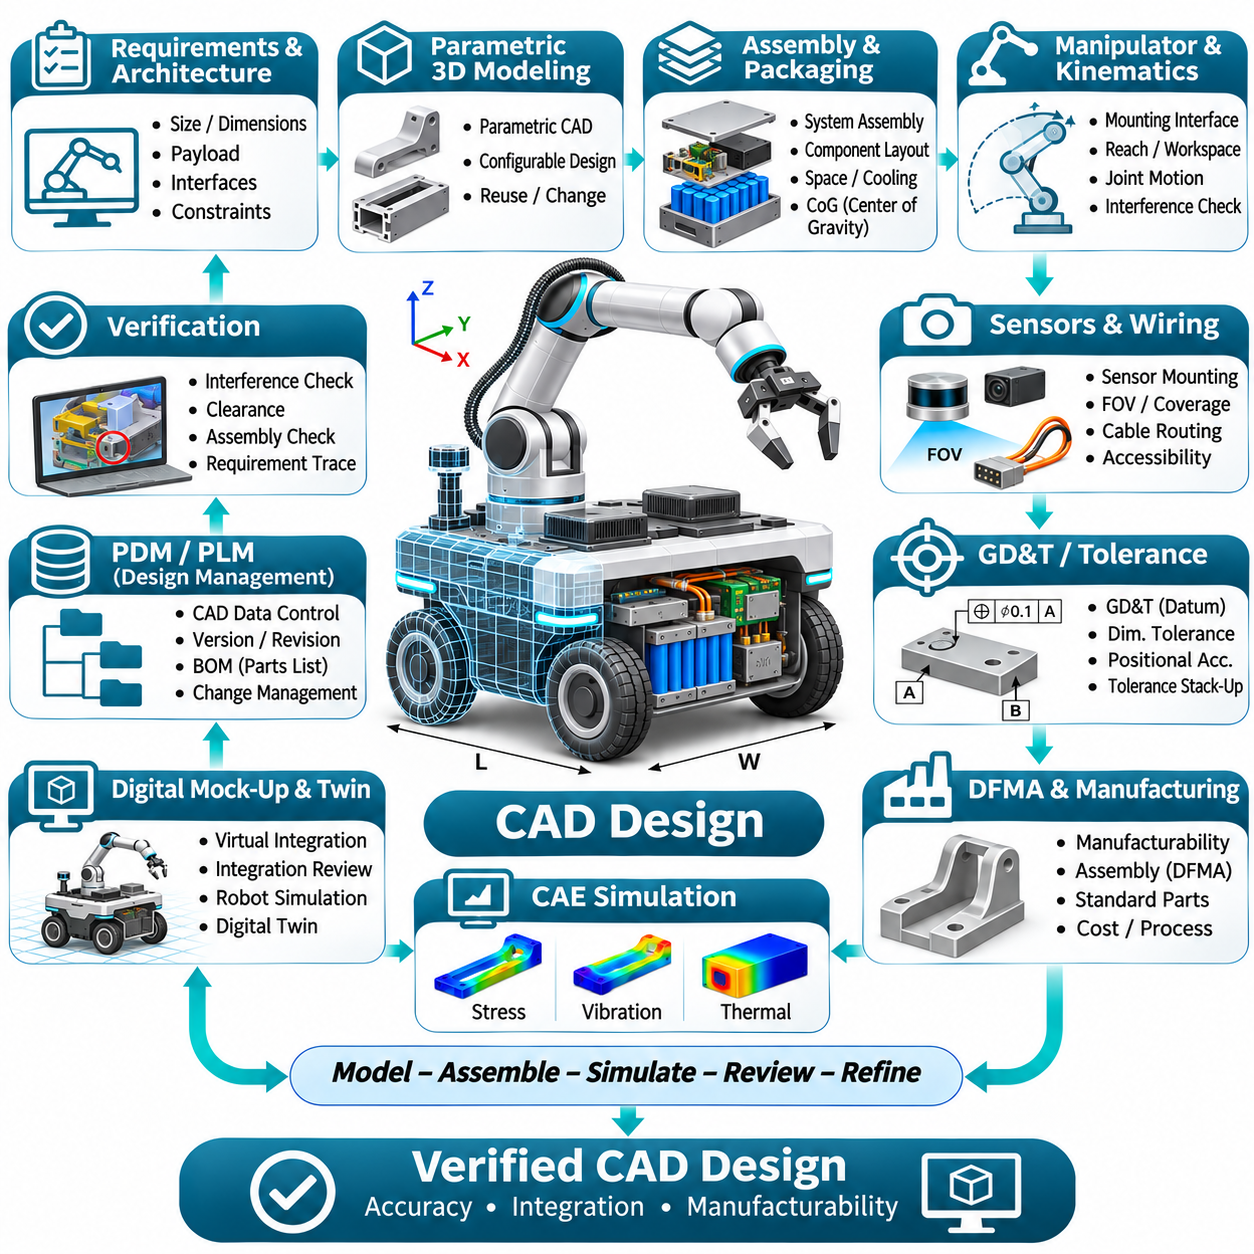 Requirements &
Architecture
• Size / Dimensions
• Payload
• Interfaces
• Constraints
Parametric
3D Modeling
• Parametric CAD
• Configurable Design
• Reuse / Change
Assembly &
Packaging
• System Assembly
• Component Layout
• Space / Cooling
• CoG (Center of
Gravity)
Manipulator &
Kinematics
• Mounting Interface
• Reach / Workspace
• Joint Motion
• Interference Check
Verification
• Interference Check
• Clearance
• Assembly Check
• Requirement Trace
Z
Y
X
Sensors & Wiring
FOV
• Sensor Mounting
• FOV / Coverage
• Cable Routing
• Accessibility
PDM / PLM
(Design Management)
• CAD Data Control
• Version / Revision
• BOM (Parts List)
• Change Management
GD&T / Tolerance
⌖ ⌀0.1 A
A
B
• GD&T (Datum)
• Dim. Tolerance
• Positional Acc.
• Tolerance Stack-Up
L
W
Digital Mock-Up & Twin
• Virtual Integration
• Integration Review
• Robot Simulation
• Digital Twin
CAD Design
DFMA & Manufacturing
• Manufacturability
• Assembly (DFMA)
• Standard Parts
• Cost / Process
CAE Simulation
Stress
Vibration
Thermal
Model – Assemble – Simulate – Review – Refine
Verified CAD Design
Accuracy • Integration • Manufacturability